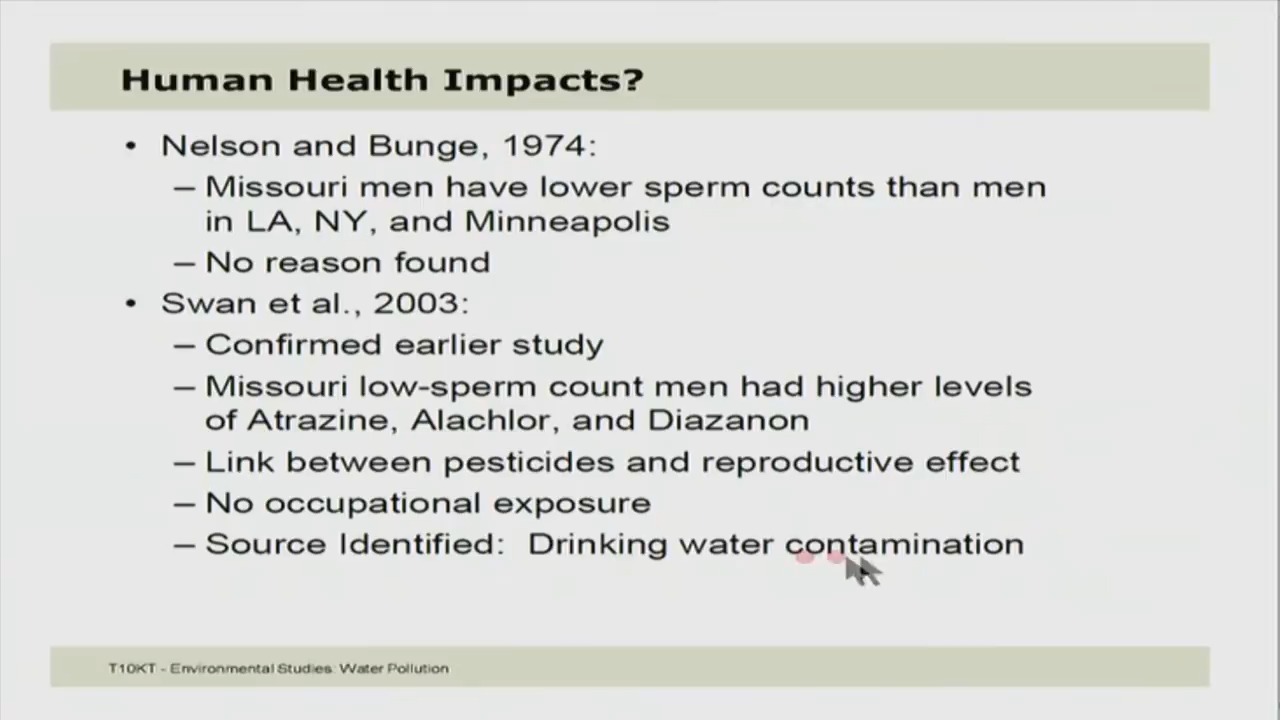 Human Health Impacts?
• Nelson and Bunge, 1974:
– Missouri men have lower sperm counts than men
in LA, NY, and Minneapolis
– No reason found
• Swan et al., 2003:
– Confirmed earlier study
– Missouri low-sperm count men had higher levels
of Atrazine, Alachlor, and Diazanon
– Link between pesticides and reproductive effect
– No occupational exposure
– Source Identified: Drinking water contamination
T10KT - Environmental Studies: Water Pollution